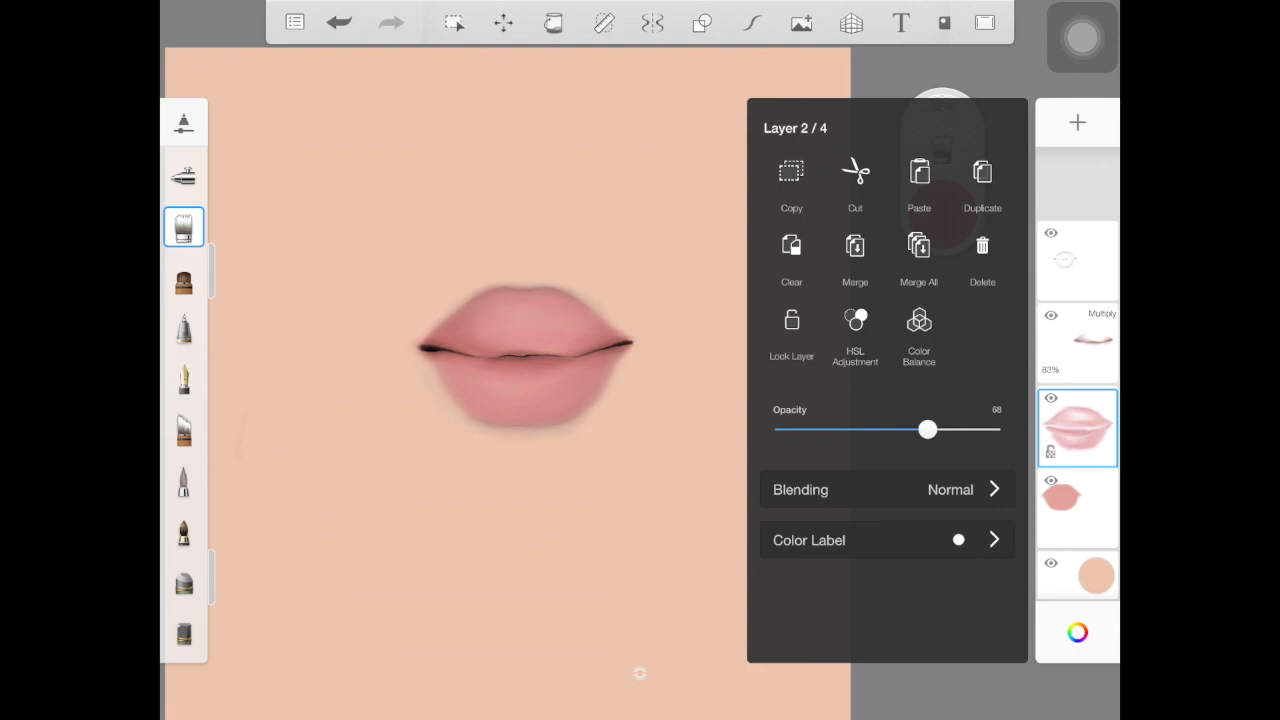 T
Layer 2 / 4
Copy
Cut
Paste
Duplicate
Clear
Merge
Merge All
Delete
Lock Layer
HSL
Adjustment
Color
Balance
Opacity
68
Blending
Normal
Color Label
Multiply
83%